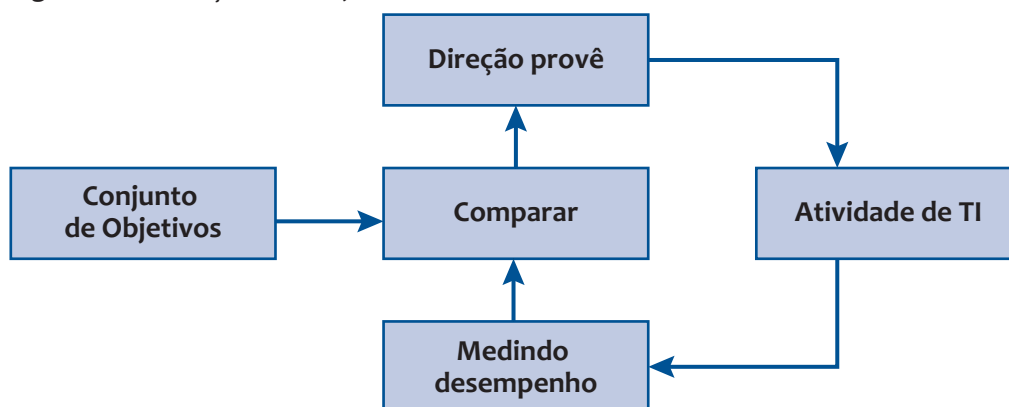 Direção provê
Conjunto
de Objetivos
Comparar
Atividade de TI
Medindo
desempenho